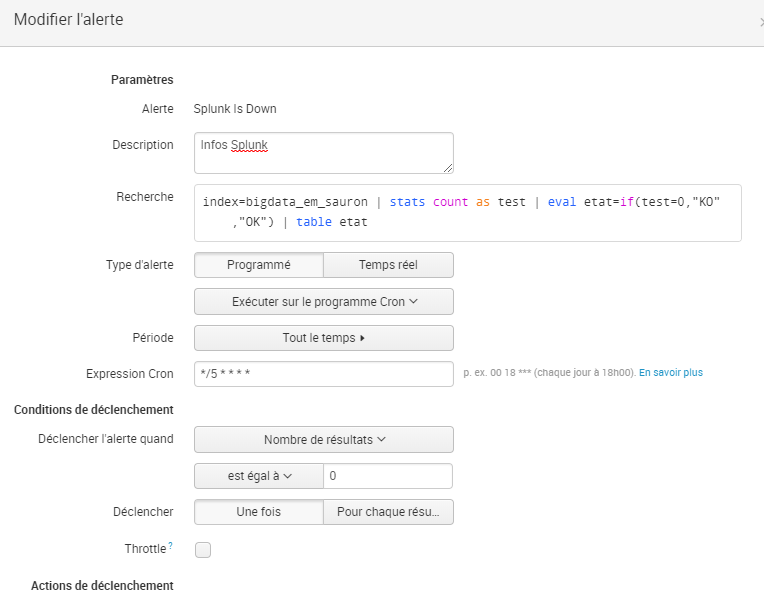 Modifier l'alerte
Paramètres
Alerte Splunk Is Down
Description Infos Splunk
Recherche index=bigdata_em_sauron | stats count as test | eval etat=if(test=0,"KO"
,"OK") | table etat
Type d'alerte Programmé Temps réel
Exécuter sur le programme Cron
Période Tout le temps
Expression Cron */5 * * * * p. ex. 00 18 *** (chaque jour à 18h00). En savoir plus
Conditions de déclenchement
Déclencher l'alerte quand Nombre de résultats
est égal à 0
Déclencher Une fois Pour chaque résu...
Throttle ?
Actions de déclenchement